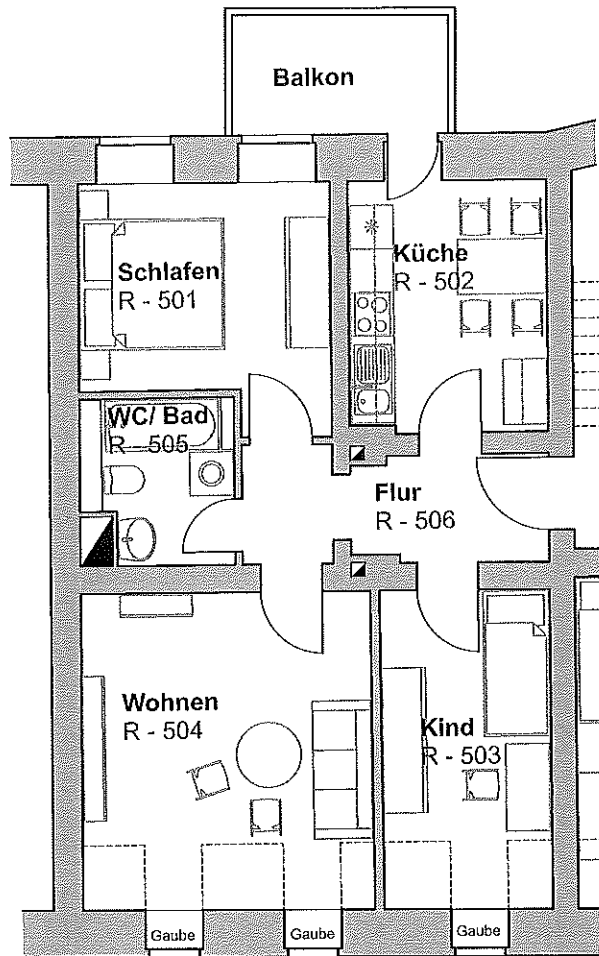 Balkon
Schlafen
R - 501
Küche
R - 502
WC/ Bad
R - 505
Flur
R - 506
Wohnen
R - 504
Kind
R - 503
Gaube
Gaube
Gaube